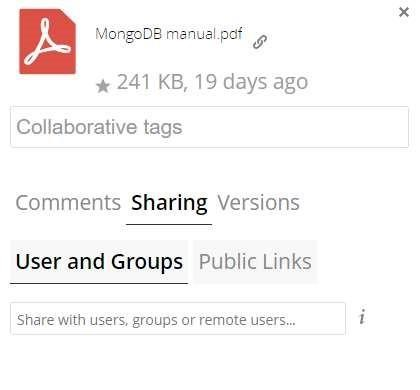 MongoDB manual.pdf
241 KB, 19 days ago
Collaborative tags
Comments Sharing Versions
User and Groups Public Links
Share with users, groups or remote users...
i